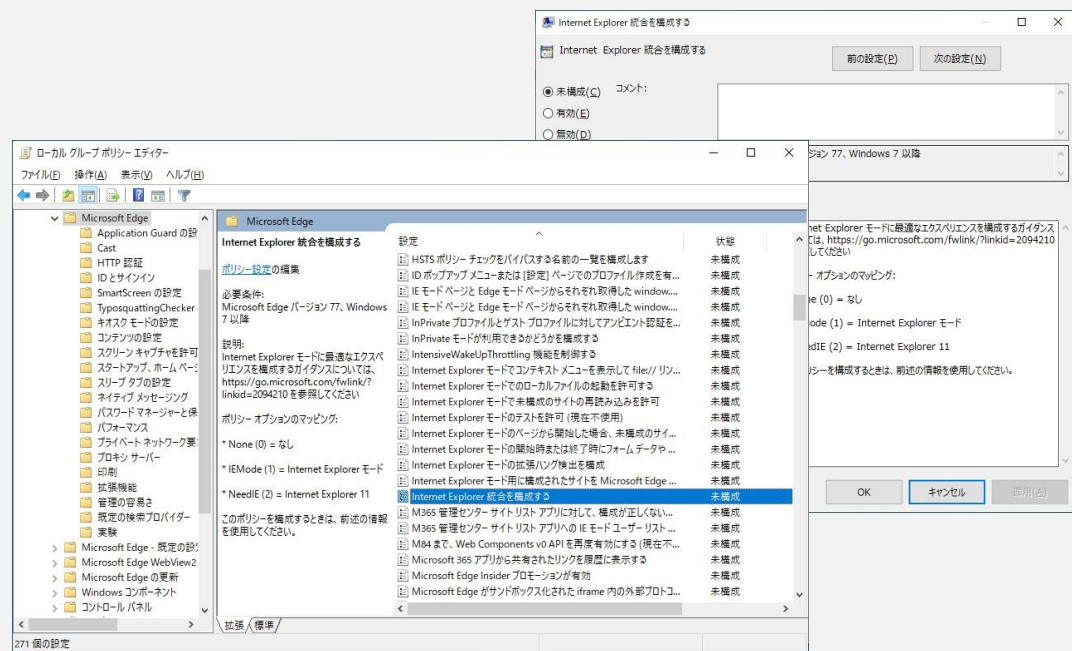 Internet Explorer 統合を構成する
Internet Explorer 統合を構成する
前の設定(P)
次の設定(N)
未構成(C)
コメント:
有効(E)
無効(D)
ジョン 77、Windows 7 以降
net Explorer モードに最適なエクスペリエンスを構成するガイダンス
ては、https://go.microsoft.com/fwlink/?linkid=2094210
してください
- オプションのマッピング:
ne (0) = なし
lode (1) = Internet Explorer モード
edIE (2) = Internet Explorer 11
リシーを構成するときは、前述の情報を使用してください。
OK
キャンセル
適用(A)
ローカル グループ ポリシー エディター
ファイル(F) 操作(A) 表示(V) ヘルプ(H)
Microsoft Edge
Application Guard の設
Cast
HTTP 認証
ID とサインイン
SmartScreen の設定
TyposquattingChecker
キオスク モードの設定
コンテンツの設定
スクリーン キャプチャを許可
スタートアップ、ホーム ペー
スリープ タブの設定
ネイティブ メッセージング
パスワード マネージャーと保
パフォーマンス
プライベート ネットワーク要
プロキシ サーバー
印刷
拡張機能
管理の容易さ
既定の検索プロバイダー
実験
Microsoft Edge - 既定の設
Microsoft Edge WebView2
Microsoft Edge の更新
Windows コンポーネント
コントロール パネル
Microsoft Edge
Internet Explorer 統合を構成する
ポリシー設定の編集
必要条件:
Microsoft Edge バージョン 77、Windows
7 以降
説明:
Internet Explorer モードに最適なエクスペ
リエンスを構成するガイダンスについては、
https://go.microsoft.com/fwlink/?
linkid=2094210 を参照してください
ポリシー オプションのマッピング:
* None (0) = なし
* IEMode (1) = Internet Explorer モード
* NeedIE (2) = Internet Explorer 11
このポリシーを構成するときは、前述の情報
を使用してください。
設定 状態
HSTS ポリシー チェックをバイパスする名前の一覧を構成します 未構成
ID ポップアップ メニューまたは [設定] ページでのプロファイル作成を有... 未構成
IE モード ページと Edge モード ページからそれぞれ取得した window.... 未構成
IE モード ページと Edge モード ページからそれぞれ取得した window.... 未構成
InPrivate プロファイルとゲスト プロファイルに対してアンビエント認証を... 未構成
InPrivate モードが利用できるかどうかを構成する 未構成
IntensiveWakeUpThrottling 機能を制御する 未構成
Internet Explorer モードでコンテキスト メニューを表示して file:// リン... 未構成
Internet Explorer モードでのローカルファイルの起動を許可する 未構成
Internet Explorer モードで未構成のサイトの再読み込みを許可 未構成
Internet Explorer モードのテストを許可 (現在不使用) 未構成
Internet Explorer モードのページから開始した場合、未構成のサイ... 未構成
Internet Explorer モードの開始時または終了時にフォーム データや ... 未構成
Internet Explorer モードの拡張ハング検出を構成 未構成
Internet Explorer モード用に構成されたサイトを Microsoft Edge ... 未構成
Internet Explorer 統合を構成する 未構成
M365 管理センター サイト リスト アプリに対して、構成が正しくない... 未構成
M365 管理センター サイト リスト アプリへの IE モード ユーザー リスト ... 未構成
M84 まで、Web Components v0 API を再度有効にする (現在不... 未構成
Microsoft 365 アプリから共有されたリンクを履歴に表示する 未構成
Microsoft Edge Insider プロモーションが有効 未構成
Microsoft Edge がサンドボックス化された iframe 内の外部プロトコ... 未構成
拡張 標準
271 個の設定